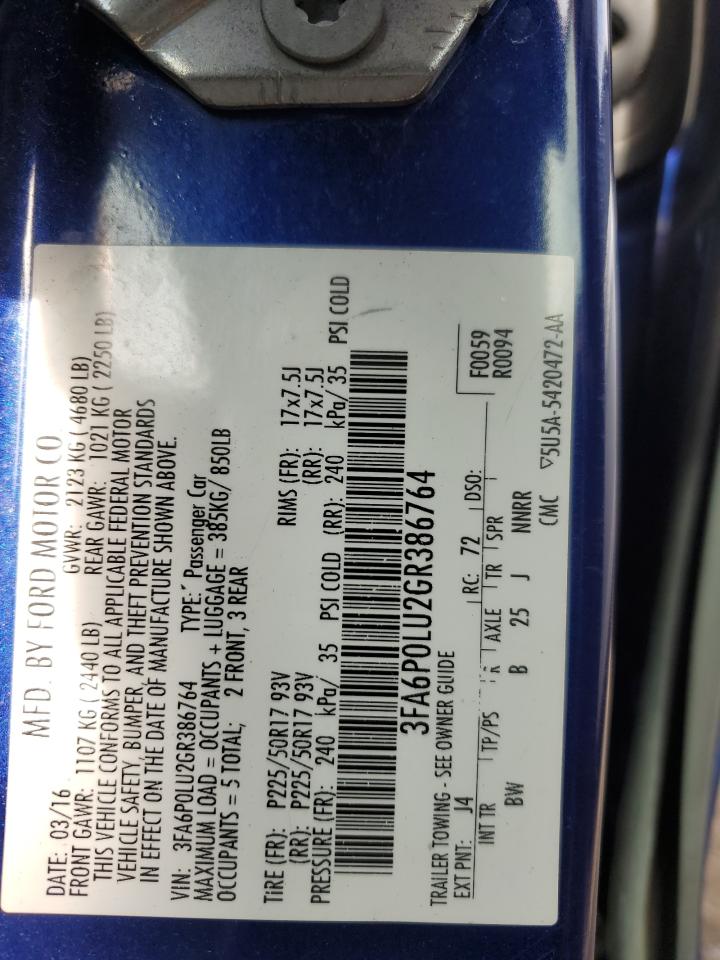 MFD. BY FORD MOTOR CO
DATE: 03/16 GVWR: 2123 KG ( 4680 LB)
FRONT GAWR: 1107 KG ( 2440 LB) REAR GAWR: 1021 KG ( 2250 LB)
THIS VEHICLE CONFORMS TO ALL APPLICABLE FEDERAL MOTOR
VEHICLE SAFETY, BUMPER, AND THEFT PREVENTION STANDARDS
IN EFFECT ON THE DATE OF MANUFACTURE SHOWN ABOVE.
VIN: 3FA6P0LU2GR386764 TYPE: Passenger Car
MAXIMUM LOAD = OCCUPANTS + LUGGAGE = 385KG/ 850LB
OCCUPANTS = 5 TOTAL; 2 FRONT, 3 REAR
TIRE (FR): P225/50R17 93V RIMS (FR): 17x7.5J
(RR): P225/50R17 93V (RR): 17x7.5J
PRESSURE (FR): 240 kPa/ 35 PSI COLD (RR): 240 kPa/ 35 PSI COLD
3FA6P0LU2GR386764
TRAILER TOWING - SEE OWNER GUIDE
EXT PNT: J4 RC: 72 DSO: F0059
R0094
INT TR TP/PS R AXLE TR SPR
BW B 25 J NNRR
CMC ▽5U5A-5420472-AA